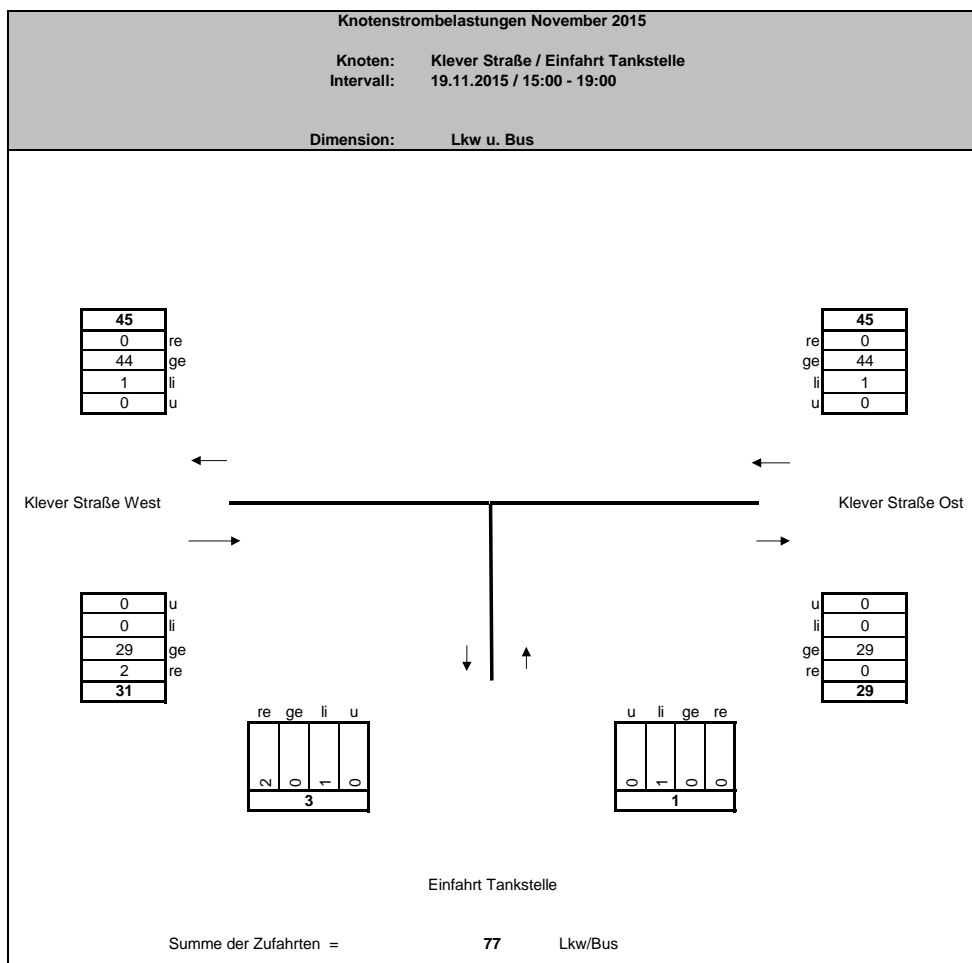 Knotenstrombelastungen November 2015
Knoten: Klever Straße / Einfahrt Tankstelle
Intervall: 19.11.2015 / 15:00 - 19:00
Dimension: Lkw u. Bus
45 45
0 re re 0
44 ge ge 44
1 li li 1
0 u u 0
Klever Straße West Klever Straße Ost
0 u u 0
0 li li 0
29 ge ge 29
2 re re 0
31 29
re ge li u u li ge re
2 0 1 0 0 1 0 0
3 1
Einfahrt Tankstelle
Summe der Zufahrten = 77 Lkw/Bus